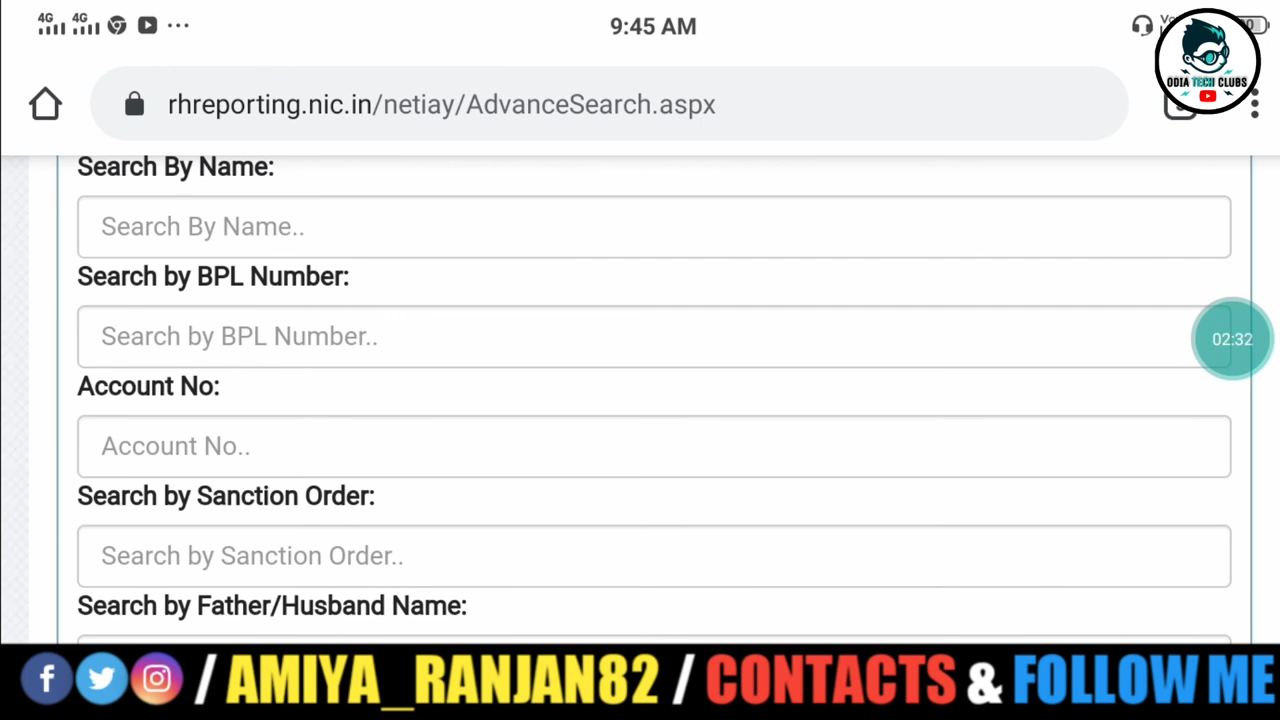 4G 4G 9:45 AM
ODIA TECH CLUBS
rhreporting.nic.in/netiay/AdvanceSearch.aspx
Search By Name:
Search By Name..
Search by BPL Number:
Search by BPL Number..
02:32
Account No:
Account No..
Search by Sanction Order:
Search by Sanction Order..
Search by Father/Husband Name:
/ AMIYA_RANJAN82 / CONTACTS & FOLLOW ME